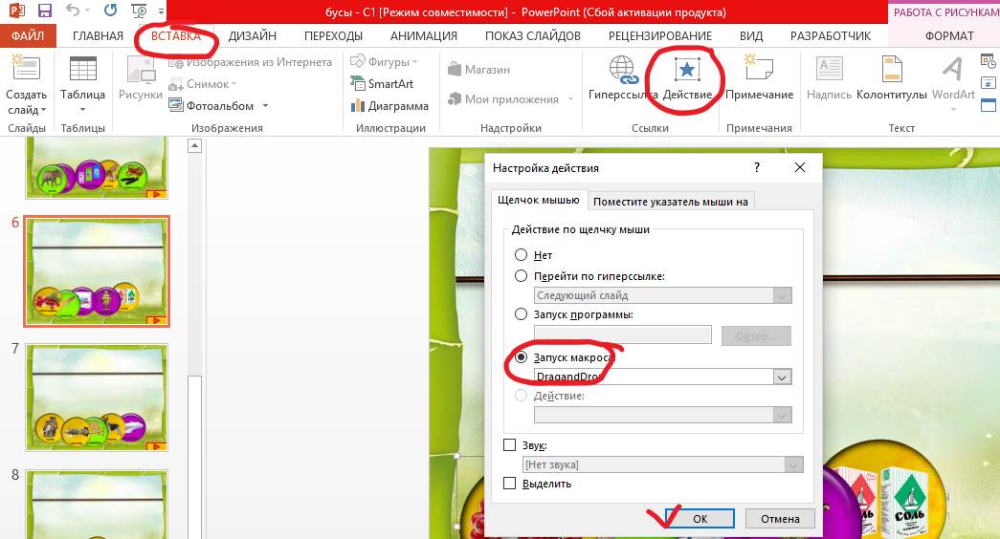 бусы - С1 [Режим совместимости] - PowerPoint (Сбой активации продукта)
РАБОТА С РИСУНКАМ
ФАЙЛ ГЛАВНАЯ ВСТАВКА ДИЗАЙН ПЕРЕХОДЫ АНИМАЦИЯ ПОКАЗ СЛАЙДОВ РЕЦЕНЗИРОВАНИЕ ВИД РАЗРАБОТЧИК ФОРМАТ
Создать слайд
Таблица
Рисунки
Изображения из Интернета
Снимок
Фотоальбом
Фигуры
SmartArt
Диаграмма
Магазин
Мои приложения
Гиперссылка
Действие
Примечание
Надпись
Колонтитулы
WordArt
Слайды Таблицы Изображения Иллюстрации Надстройки Ссылки Примечания Текст
6
7
8
Настройка действия
?
Щелчок мышью
Поместите указатель мыши на
Действие по щелчку мыши
Нет
Перейти по гиперссылке:
Следующий слайд
Запуск программы:
Обзор...
Запуск макроса
DragandDrop
Действие:
Звук:
[Нет звука]
Выделить
ОК
Отмена
СОЛЬ